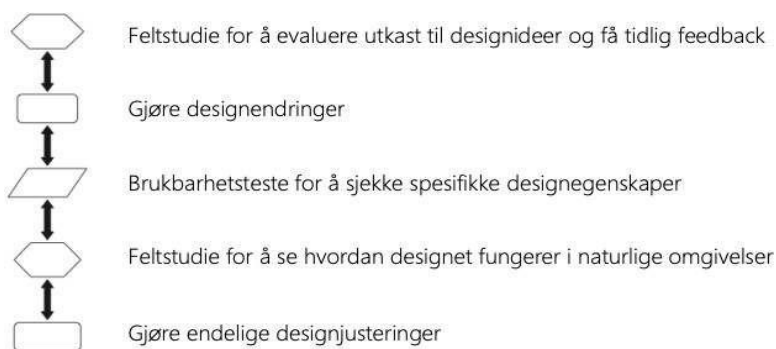 Feltstudie for å evaluere utkast til designideer og få tidlig feedback
Gjøre designendringer
Brukbarhetsteste for å sjekke spesifikke designegenskaper
Feltstudie for å se hvordan designet fungerer i naturlige omgivelser
Gjøre endelige designjusteringer